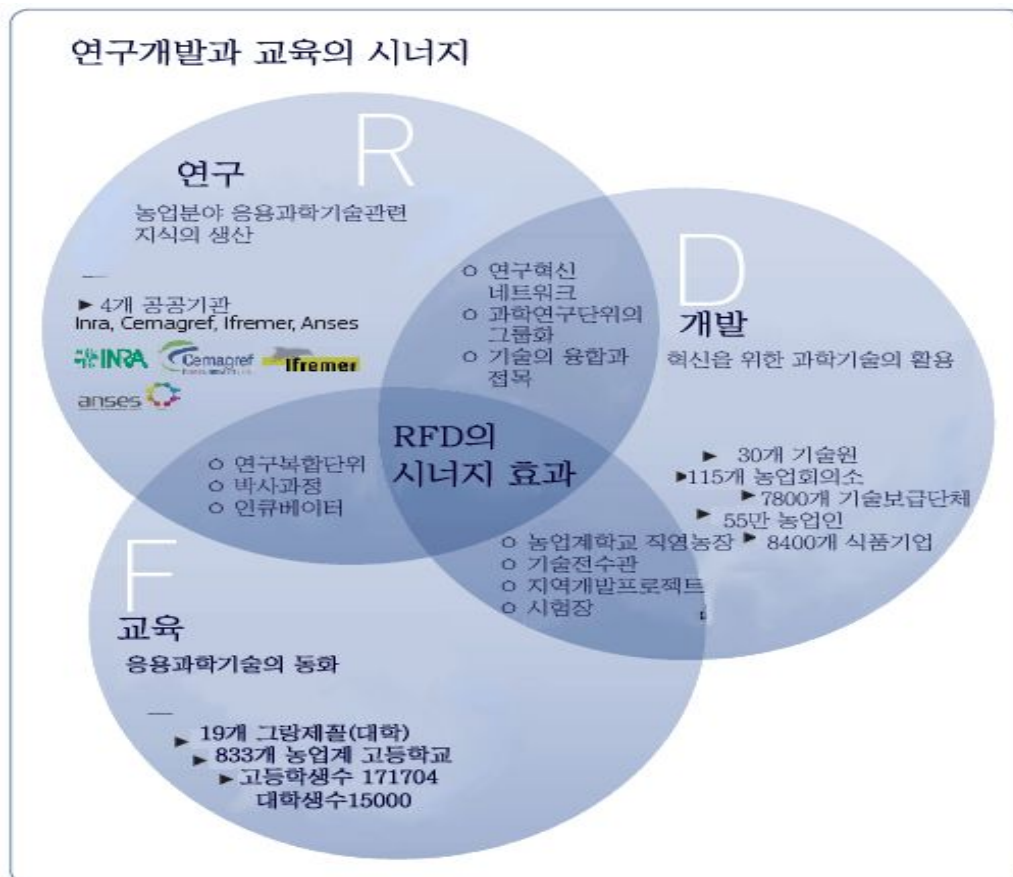 연구개발과 교육의 시너지
R
연구
농업분야 응용과학기술관련
지식의 생산
► 4개 공공기관
Inra, Cemagref, Ifremer, Anses
INRA
Cemagref
Ifremer
anses
o 연구혁신
네트워크
o 과학연구단위의
그룹화
o 기술의 융합과
접목
D
개발
혁신을 위한 과학기술의 활용
► 30개 기술원
►115개 농업회의소
► 7800개 기술보급단체
► 55만 농업인
► 8400개 식품기업
RFD의
시너지 효과
o 연구복합단위
o 박사과정
o 인큐베이터
o 농업계학교 직영농장
o 기술전수관
o 지역개발프로젝트
o 시험장
F
교육
응용과학기술의 동화
► 19개 그랑제꼴(대학)
► 833개 농업계 고등학교
► 고등학생수 171704
대학생수15000